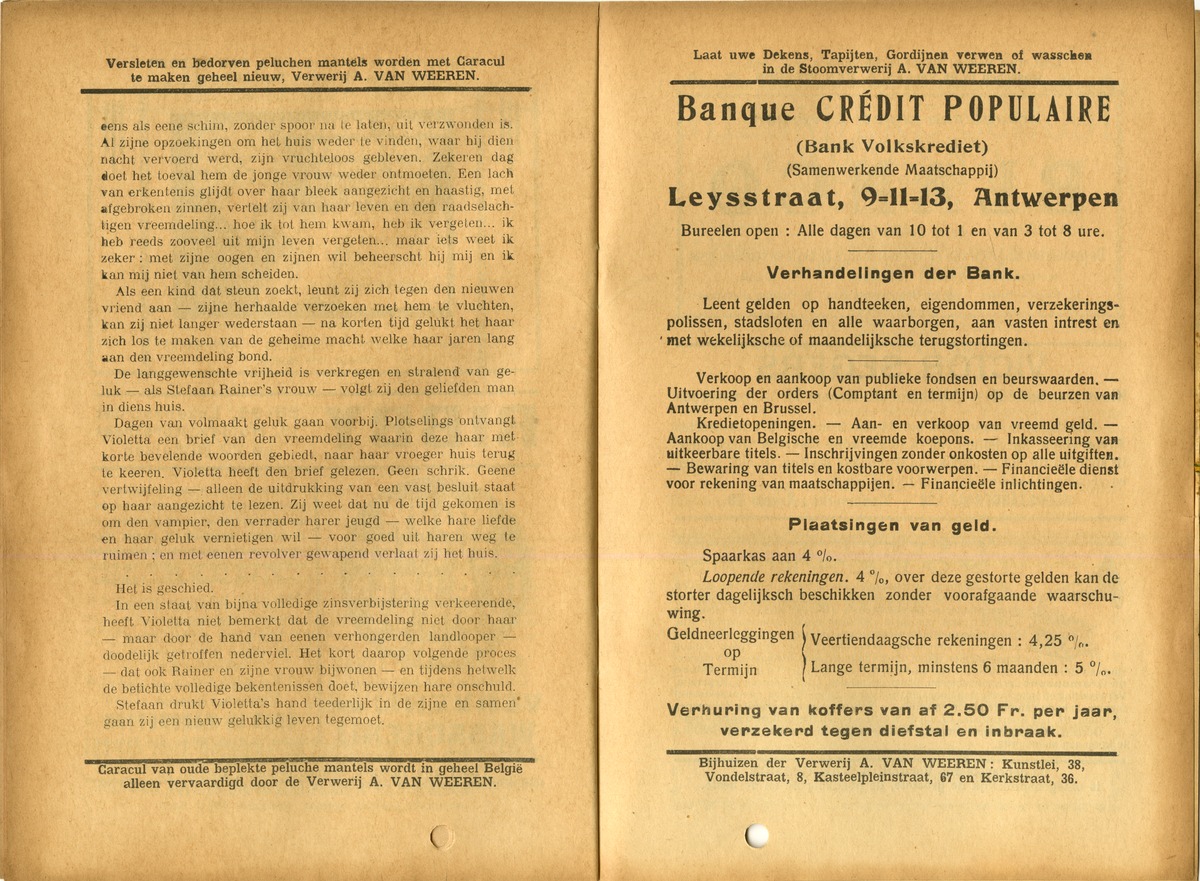 Versleten en bedorven peluchen mantels worden met Caracul
te maken geheel nieuw, Verwerij A. VAN WEEREN.
eens als eene schim, zonder spoor na te laten, uit verzwonden is.
Al zijne opzoekingen om het huis weder te vinden, waar hij dien
nacht vervoerd werd, zijn vruchteloos gebleven. Zekeren dag
doet het toeval hem de jonge vrouw weder ontmoeten. Een lach
van erkentenis glijdt over haar bleek aangezicht en haastig, met
afgebroken zinnen, vertelt zij van haar leven en den raadselach-
tigen vreemdeling... hoe ik tot hem kwam, heb ik vergeten... ik
heb reeds zooveel uit mijn leven vergeten... maar iets weet ik
zeker : met zijne oogen en zijnen wil beheerscht hij mij en ik
kan mij niet van hem scheiden.
Als een kind dat steun zoekt, leunt zij zich tegen den nieuwen
vriend aan — zijne herhaalde verzoeken met hem te vluchten,
kan zij niet langer wederstaan — na korten tijd gelukt het haar
zich los te maken van de geheime macht welke haar jaren lang
aan den vreemdeling bond.
De langgewenschte vrijheid is verkregen en stralend van ge-
luk — als Stefaan Rainer's vrouw — volgt zij den geliefden man
in diens huis.
Dagen van volmaakt geluk gaan voorbij. Plotselings ontvangt
Violetta een brief van den vreemdeling waarin deze haar met
korte bevelende woorden gebiedt, naar haar vroeger huis terug
te keeren. Violetta heeft den brief gelezen. Geen schrik. Geene
vertwijfeling — alleen de uitdrukking van een vast besluit staat
op haar aangezicht te lezen. Zij weet dat nu de tijd gekomen is
om den vampier, den verrader harer jeugd — welke hare liefde
en haar geluk vernietigen wil — voor goed uit haren weg te
ruimen ; en met eenen revolver gewapend verlaat zij het huis.
. . . . . . . . . . . . . . . .
Het is geschied.
In een staat van bijna volledige zinsverbijstering verkeerende,
heeft Violetta niet bemerkt dat de vreemdeling niet door haar
— maar door de hand van eenen verhongerden landlooper —
doodelijk getroffen nederviel. Het kort daarop volgende proces
— dat ook Rainer en zijne vrouw bijwonen — en tijdens hetwelk
de betichte volledige bekentenissen doet, bewijzen hare onschuld.
Stefaan drukt Violetta's hand teederlijk in de zijne en samen
gaan zij een nieuw gelukkig leven tegemoet.
Caracul van oude beplekte peluche mantels wordt in geheel België
alleen vervaardigd door de Verwerij A. VAN WEEREN.
Laat uwe Dekens, Tapijten, Gordijnen verwen of wasschen
in de Stoomverwerij A. VAN WEEREN.
Banque CRÉDIT POPULAIRE
(Bank Volkskrediet)
(Samenwerkende Maatschappij)
Leysstraat, 9=11=13, Antwerpen
Bureelen open : Alle dagen van 10 tot 1 en van 3 tot 8 ure.
Verhandelingen der Bank.
Leent gelden op handteeken, eigendommen, verzekerings-
polissen, stadsloten en alle waarborgen, aan vasten intrest en
met wekelijksche of maandelijksche terugstortingen.
Verkoop en aankoop van publieke fondsen en beurswaarden. —
Uitvoering der orders (Comptant en termijn) op de beurzen van
Antwerpen en Brussel.
Kredietopeningen. — Aan- en verkoop van vreemd geld. —
Aankoop van Belgische en vreemde koepons. — Inkasseering van
uitkeerbare titels. — Inschrijvingen zonder onkosten op alle uitgiften.
— Bewaring van titels en kostbare voorwerpen. — Financieële dienst
voor rekening van maatschappijen. — Financieële inlichtingen.
Plaatsingen van geld.
Spaarkas aan 4 %.
Loopende rekeningen. 4 %, over deze gestorte gelden kan de
storter dagelijksch beschikken zonder voorafgaande waarschu-
wing.
Geldneerleggingen op Termijn
Veertiendaagsche rekeningen : 4,25 %.
Lange termijn, minstens 6 maanden : 5 %.
Verhuring van koffers van af 2.50 Fr. per jaar,
verzekerd tegen diefstal en inbraak.
Bijhuizen der Verwerij A. VAN WEEREN : Kunstlei, 38,
Vondelstraat, 8, Kasteelpleinstraat, 67 en Kerkstraat, 36.